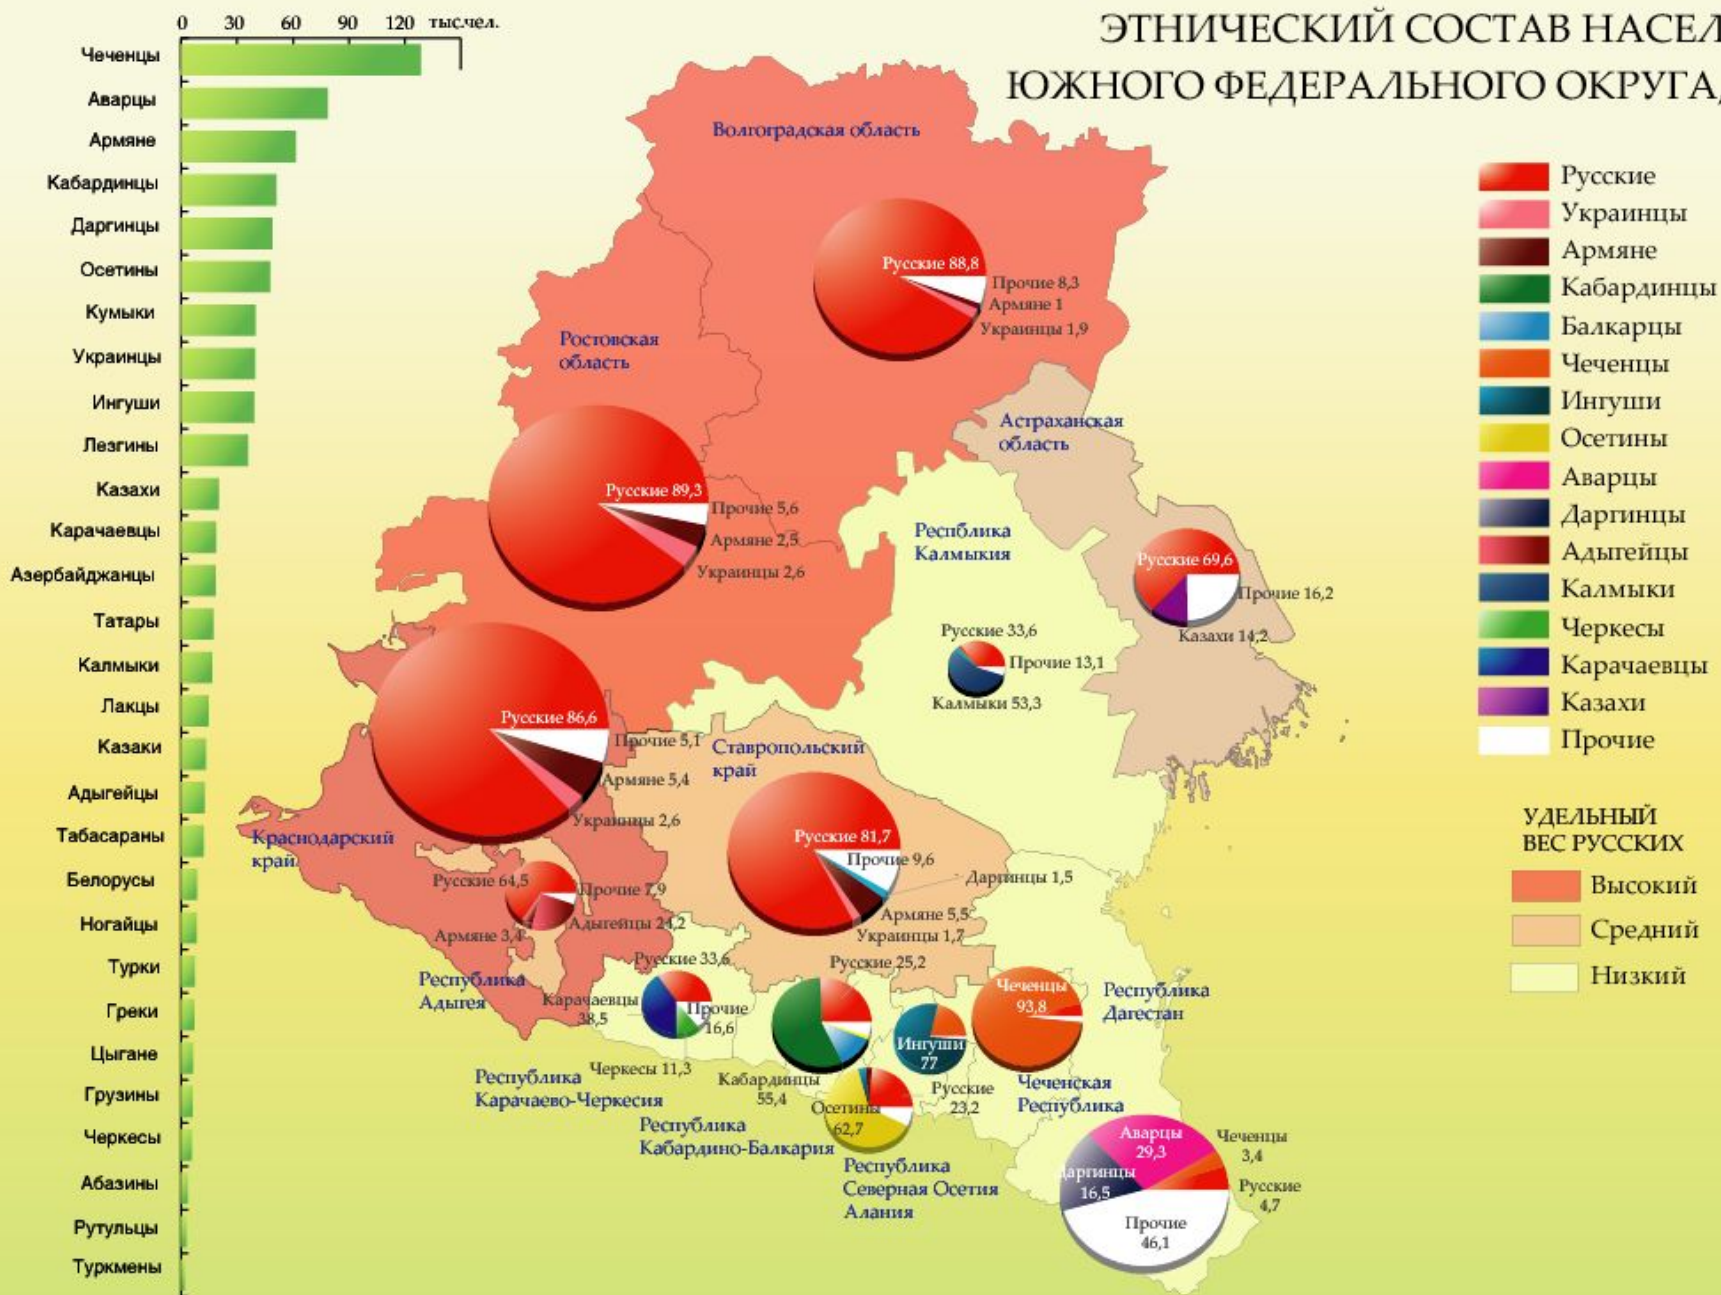 ЭТНИЧЕСКИЙ СОСТАВ НАСЕЛ
ЮЖНОГО ФЕДЕРАЛЬНОГО ОКРУГА,
0 30 60 90 120 тыс.чел.
Чеченцы
Аварцы
Армяне
Кабардинцы
Даргинцы
Осетины
Кумыки
Украинцы
Ингуши
Лезгины
Казахи
Карачаевцы
Азербайджанцы
Татары
Калмыки
Лакцы
Казаки
Адыгейцы
Табасараны
Белорусы
Ногайцы
Турки
Греки
Цыгане
Грузины
Черкесы
Абазины
Рутульцы
Туркмены
Волгоградская область
Русские 88,8
Прочие 8,3
Армяне 1
Украинцы 1,9
Ростовская
область
Русские 89,3
Прочие 5,6
Армяне 2,5
Украинцы 2,6
Астраханская
область
Русские 69,6
Прочие 16,2
Казахи 14,2
Респблика
Калмыкия
Русские 33,6
Прочие 13,1
Калмыки 53,3
Краснодарский
край
Русские 86,6
Прочие 5,1
Армяне 5,4
Украинцы 2,6
Ставропольский
край
Русские 81,7
Прочие 9,6
Даргинцы 1,5
Армяне 5,5
Украинцы 1,7
Русские 64,5
Прочие 7,9
Адыгейцы 24,2
Армяне 3,4
Республика
Адыгея
Русские 33,6
Карачаевцы
38,5
Прочие
16,6
Черкесы 11,3
Республика
Карачаево-Черкесия
Русские 25,2
Кабардинцы
55,4
Республика
Кабардино-Балкария
Осетины
62,7
Русские
23,2
Республика
Северная Осетия
Алания
Ингуши
77
Чеченцы
93,8
Чеченская
Республика
Республика
Дагестан
Аварцы
29,3
Чеченцы
3,4
Даргинцы
16,5
Русские
4,7
Прочие
46,1
Русские
Украинцы
Армяне
Кабардинцы
Балкарцы
Чеченцы
Ингуши
Осетины
Аварцы
Даргинцы
Адыгейцы
Калмыки
Черкесы
Карачаевцы
Казахи
Прочие
УДЕЛЬНЫЙ
ВЕС РУССКИХ
Высокий
Средний
Низкий